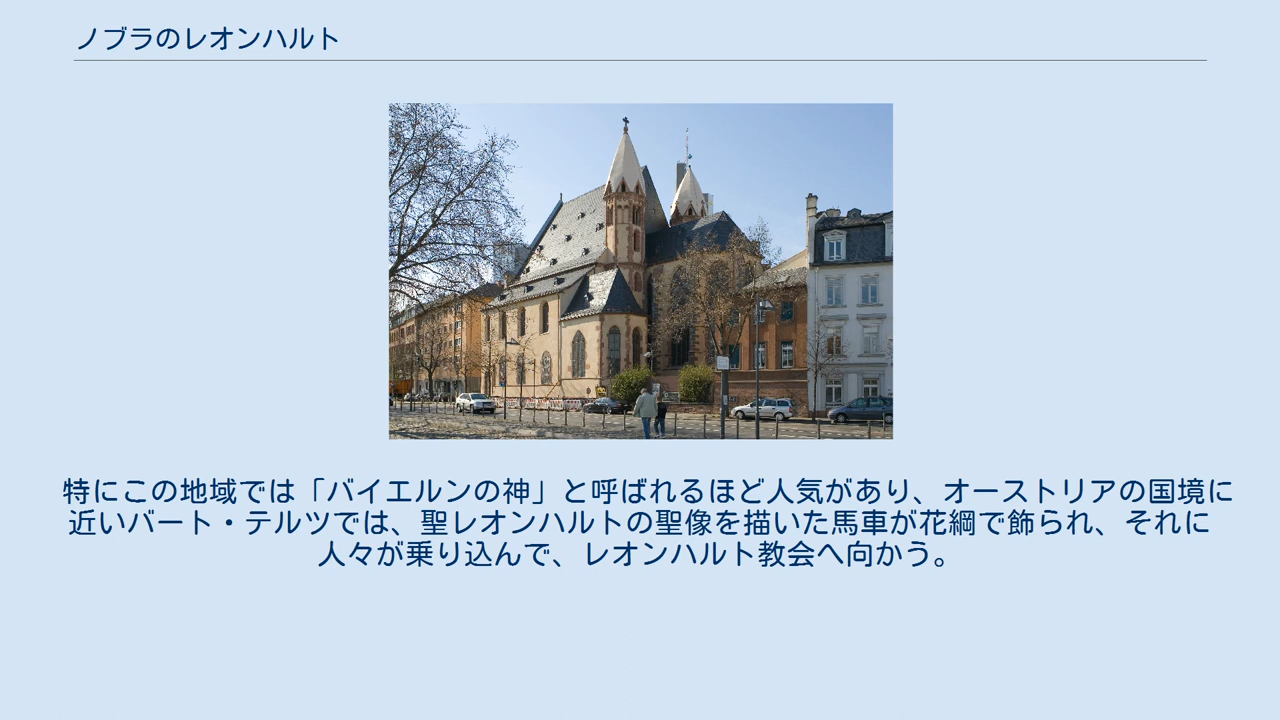 ノブラのレオンハルト
特にこの地域では「バイエルンの神」と呼ばれるほど人気があり、オーストリアの国境に
近いバート・テルツでは、聖レオンハルトの聖像を描いた馬車が花綱で飾られ、それに
人々が乗り込んで、レオンハルト教会へ向かう。